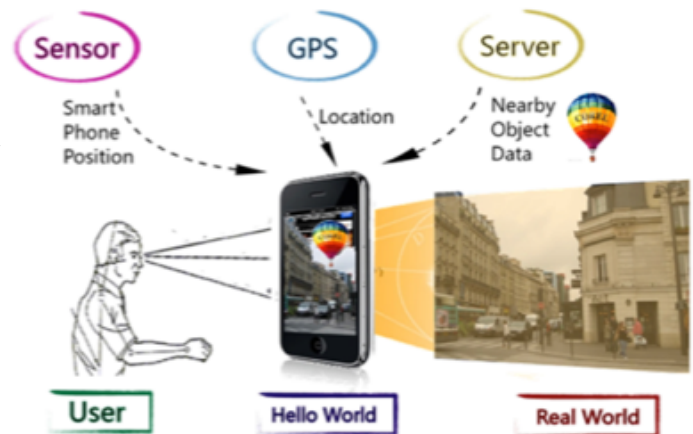 Sensor
GPS
Server
Smart
Phone
Position
Location
Nearby
Object
Data
User
Hello World
Real World